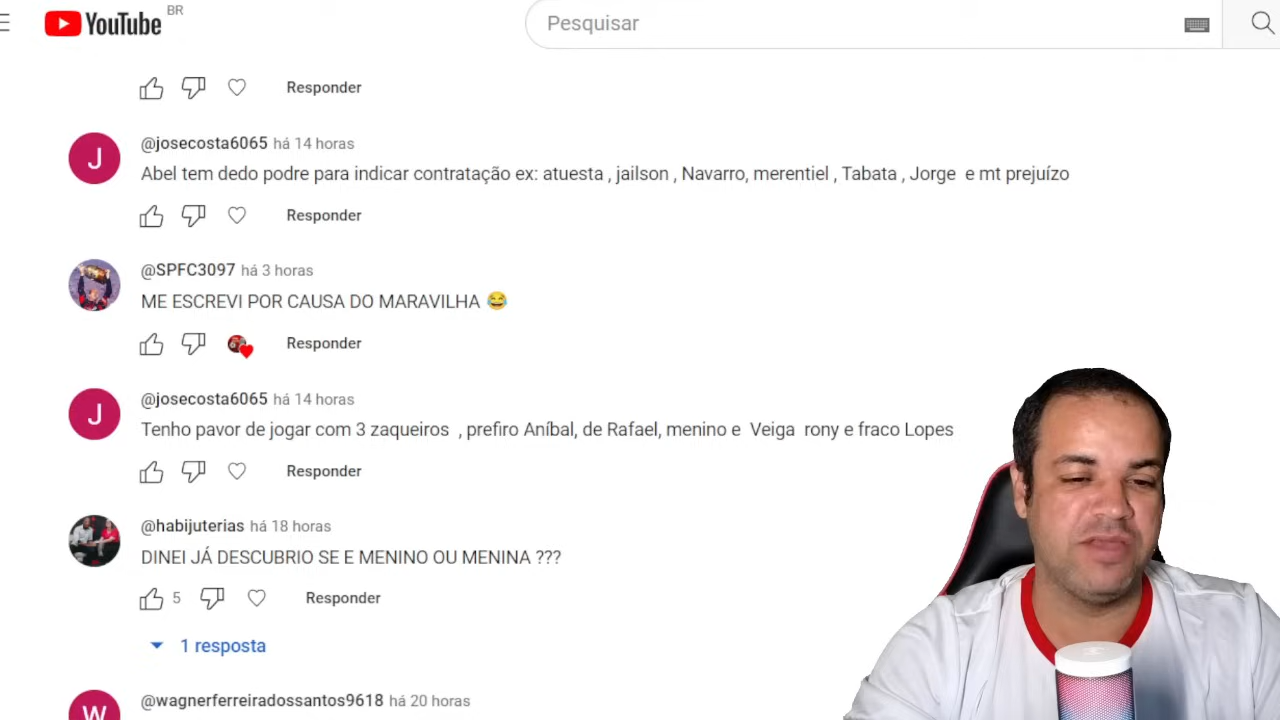 YouTube BR
Pesquisar
Responder
@josecosta6065 há 14 horas
J
Abel tem dedo podre para indicar contratação ex: atuesta , jailson , Navarro, merentiel , Tabata , Jorge e mt prejuízo
Responder
@SPFC3097 há 3 horas
ME ESCREVI POR CAUSA DO MARAVILHA 😂
Responder
@josecosta6065 há 14 horas
J
Tenho pavor de jogar com 3 zaqueiros , prefiro Aníbal, de Rafael, menino e Veiga rony e fraco Lopes
Responder
@habijuterias há 18 horas
DINEI JÁ DESCUBRIO SE E MENINO OU MENINA ???
5 Responder
1 resposta
@wagnerferreiradossantos9618 há 20 horas
W